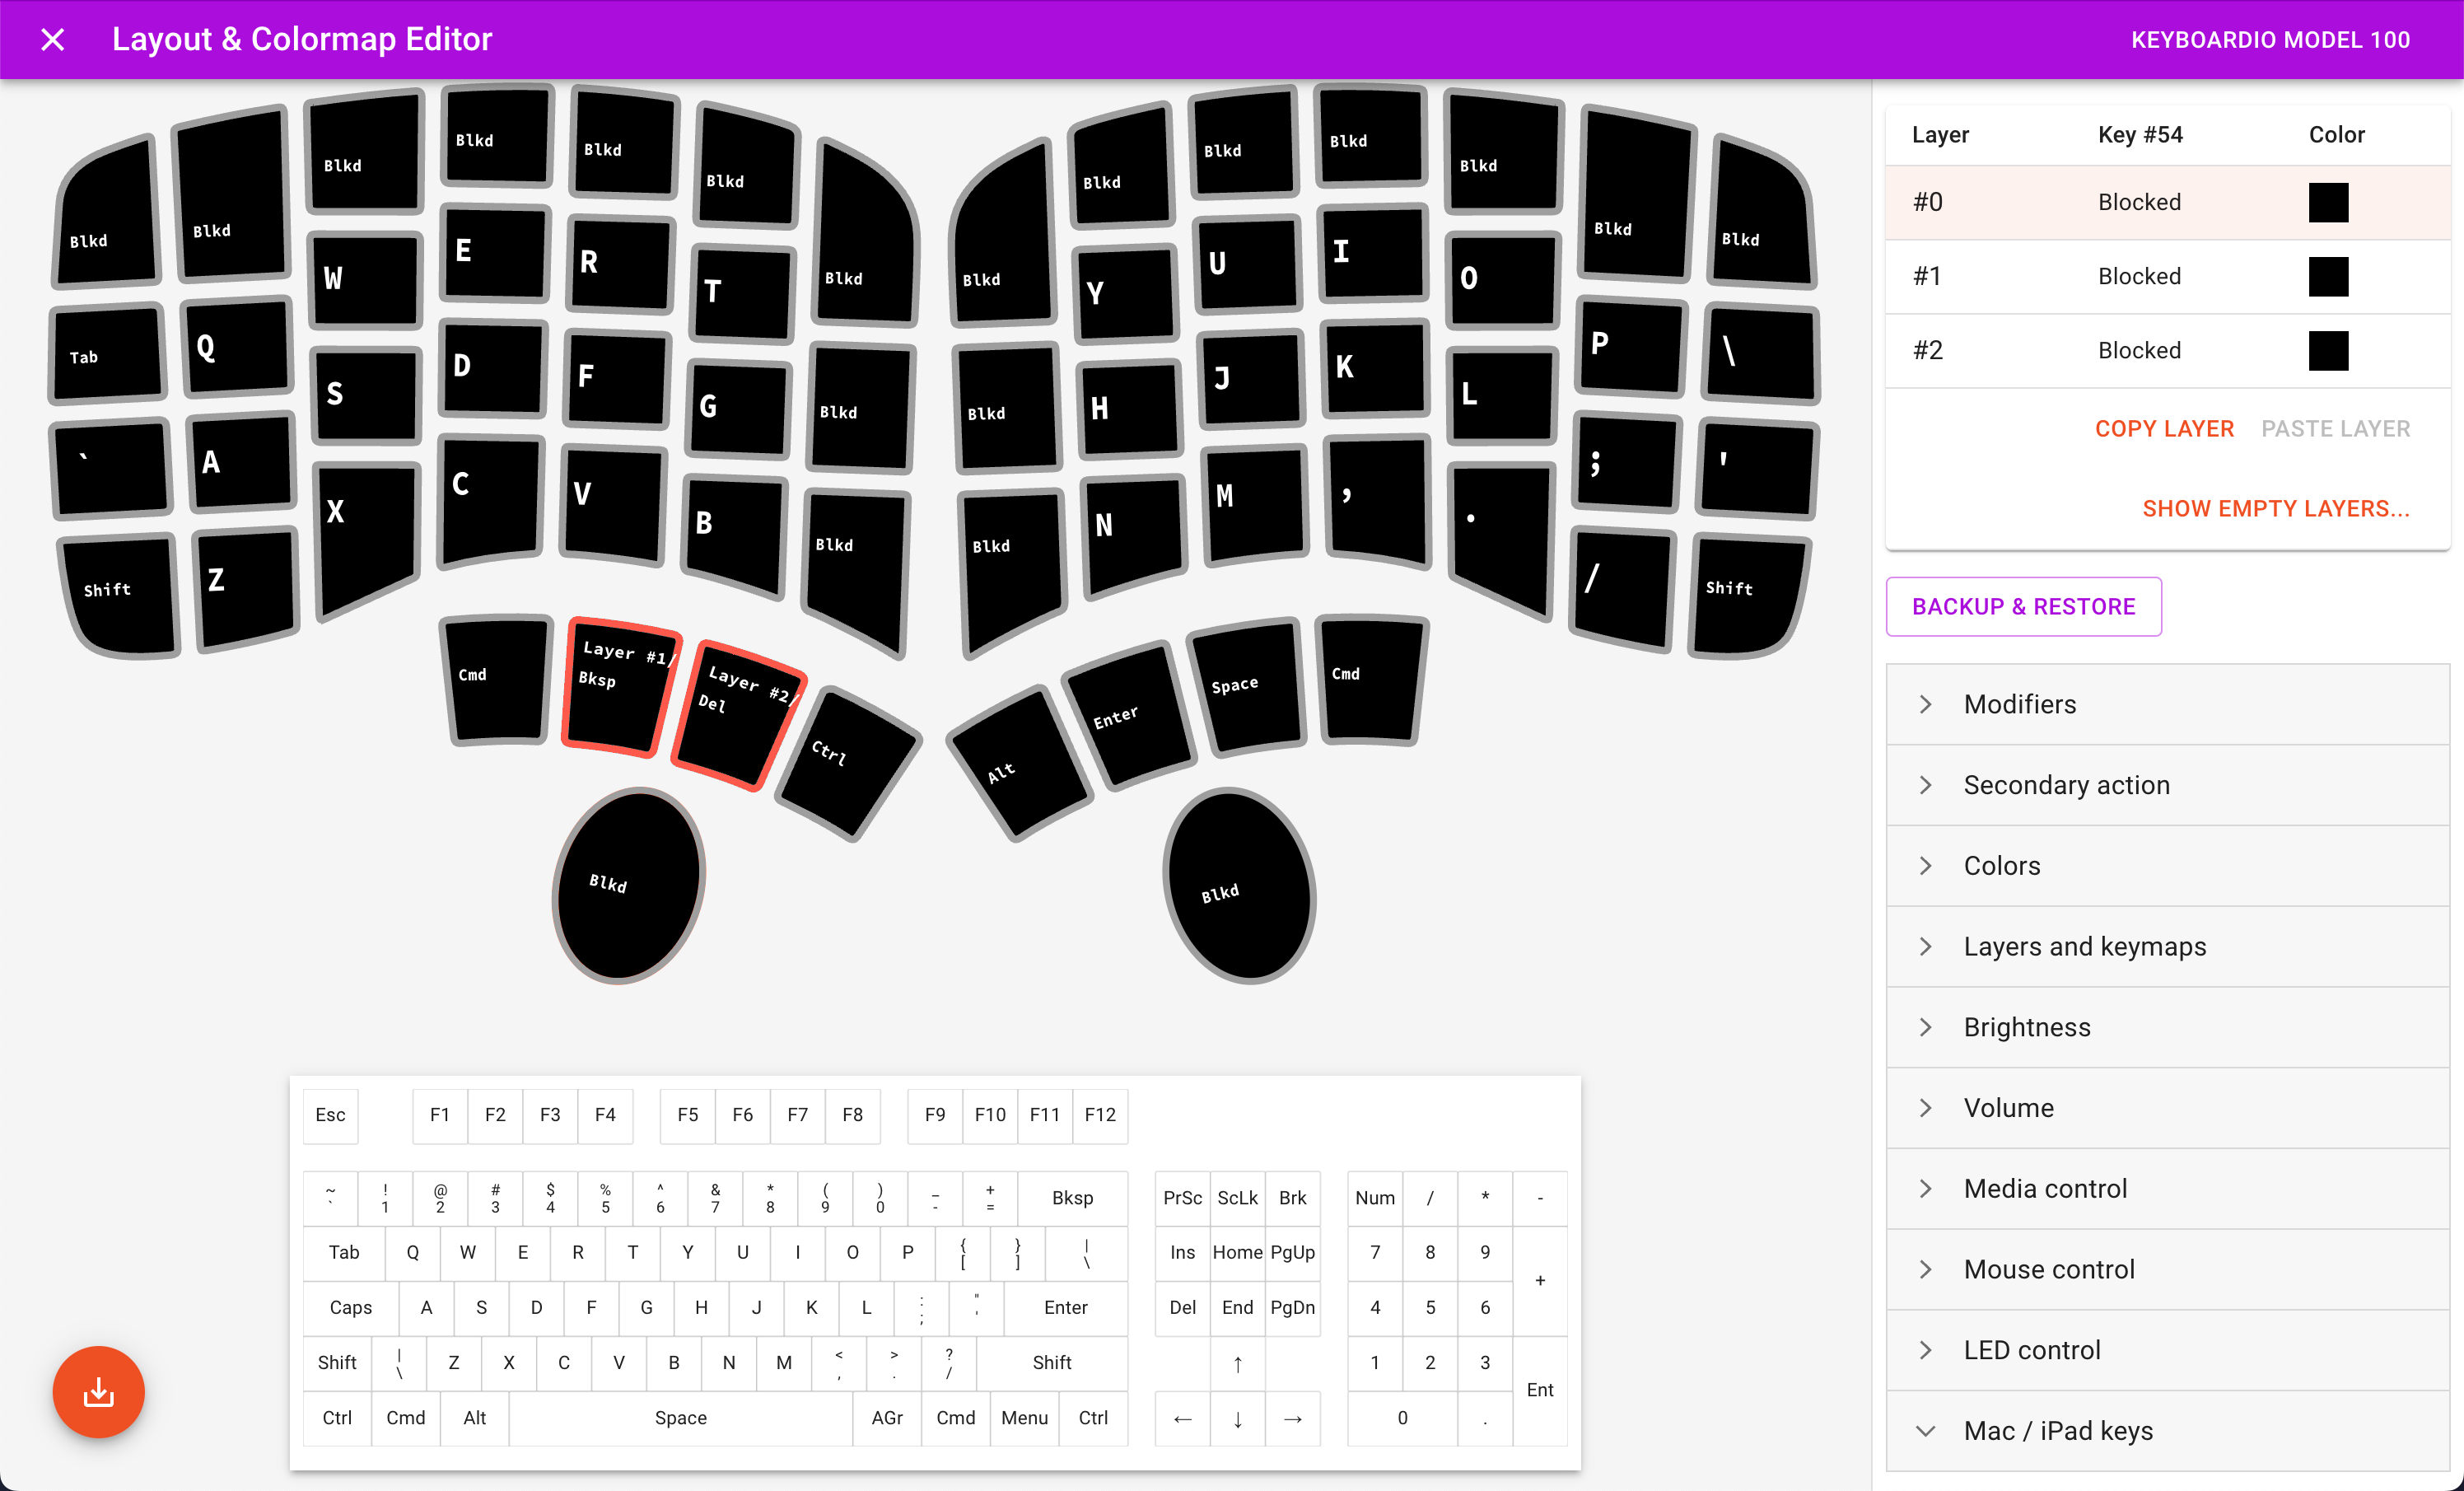 Layout & Colormap Editor
KEYBOARDIO MODEL 100
Blkd Blkd Blkd Blkd Blkd Blkd Blkd
Tab Q W E R T
` A S D F G Blkd
Shift Z X C V B Blkd
Cmd
Layer #1/
Bksp
Layer #2/
Del
Ctrl
Blkd
Blkd Blkd Blkd Blkd Blkd Blkd Blkd
Y U I O P \
Blkd H J K L ; '
Blkd N M , . / Shift
Alt Enter Space Cmd
Blkd
Layer Key #54 Color
#0 Blocked
#1 Blocked
#2 Blocked
COPY LAYER PASTE LAYER
SHOW EMPTY LAYERS...
BACKUP & RESTORE
Modifiers
Secondary action
Colors
Layers and keymaps
Brightness
Volume
Media control
Mouse control
LED control
Mac / iPad keys
Esc F1 F2 F3 F4 F5 F6 F7 F8 F9 F10 F11 F12
~ ! @ # $ % ^ & * ( ) _ +
` 1 2 3 4 5 6 7 8 9 0 - = Bksp PrSc ScLk Brk Num / * -
Tab Q W E R T Y U I O P { [ } ] | \ Ins Home PgUp 7 8 9 +
Caps A S D F G H J K L : ; " ' Enter Del End PgDn 4 5 6
Shift | \ Z X C V B N M < , > . ? / Shift ↑ 1 2 3 Ent
Ctrl Cmd Alt Space AGr Cmd Menu Ctrl ← ↓ → 0 .